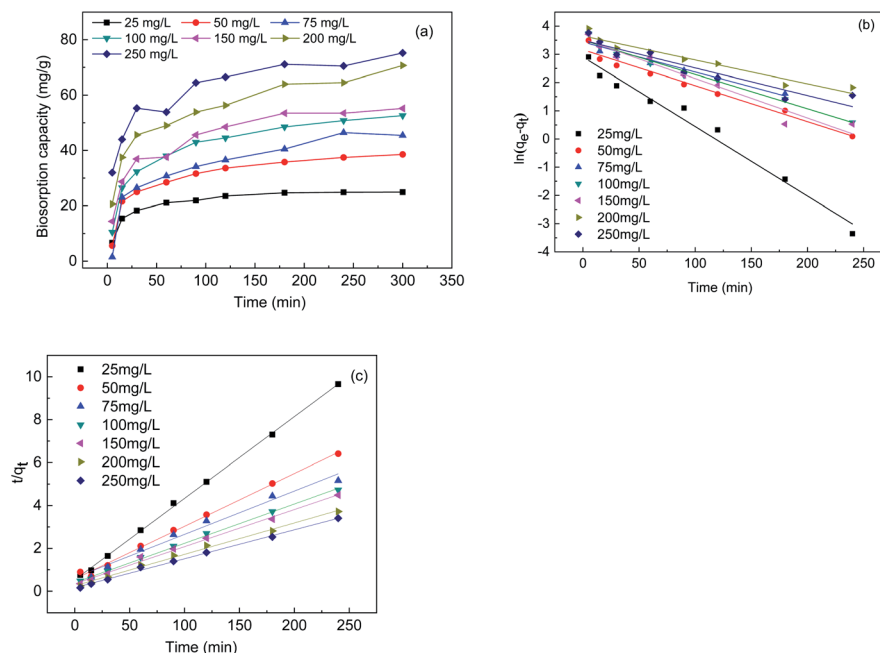 (a)
25 mg/L 50 mg/L 75 mg/L
100 mg/L 150 mg/L 200 mg/L
250 mg/L
Biosorption capacity (mg/g)
80
60
40
20
0
0 50 100 150 200 250 300 350
Time (min)
(b)
ln(qe-qt)
4
3
2
1
0
-1
-2
-3
-4
25mg/L
50mg/L
75mg/L
100mg/L
150mg/L
200mg/L
250mg/L
0 50 100 150 200 250
Time (min)
(c)
t/qt
10
8
6
4
2
0
25mg/L
50mg/L
75mg/L
100mg/L
150mg/L
200mg/L
250mg/L
0 50 100 150 200 250
Time (min)